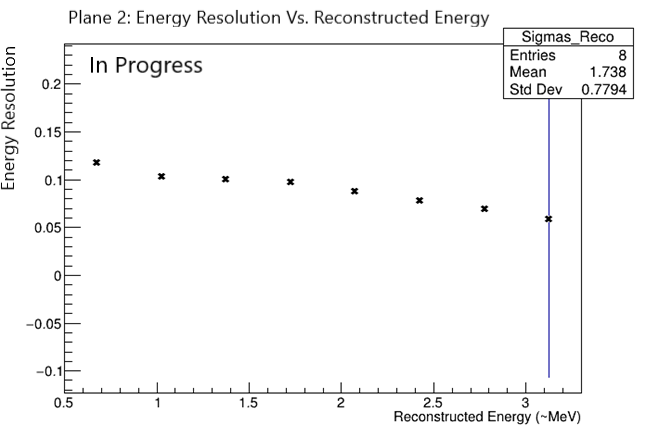 Plane 2: Energy Resolution Vs. Reconstructed Energy
Sigmas_Reco
Entries 8
Mean 1.738
Std Dev 0.7794
In Progress
Energy Resolution
0.2
0.15
0.1
0.05
0
−0.05
−0.1
0.5 1 1.5 2 2.5 3
Reconstructed Energy (~MeV)